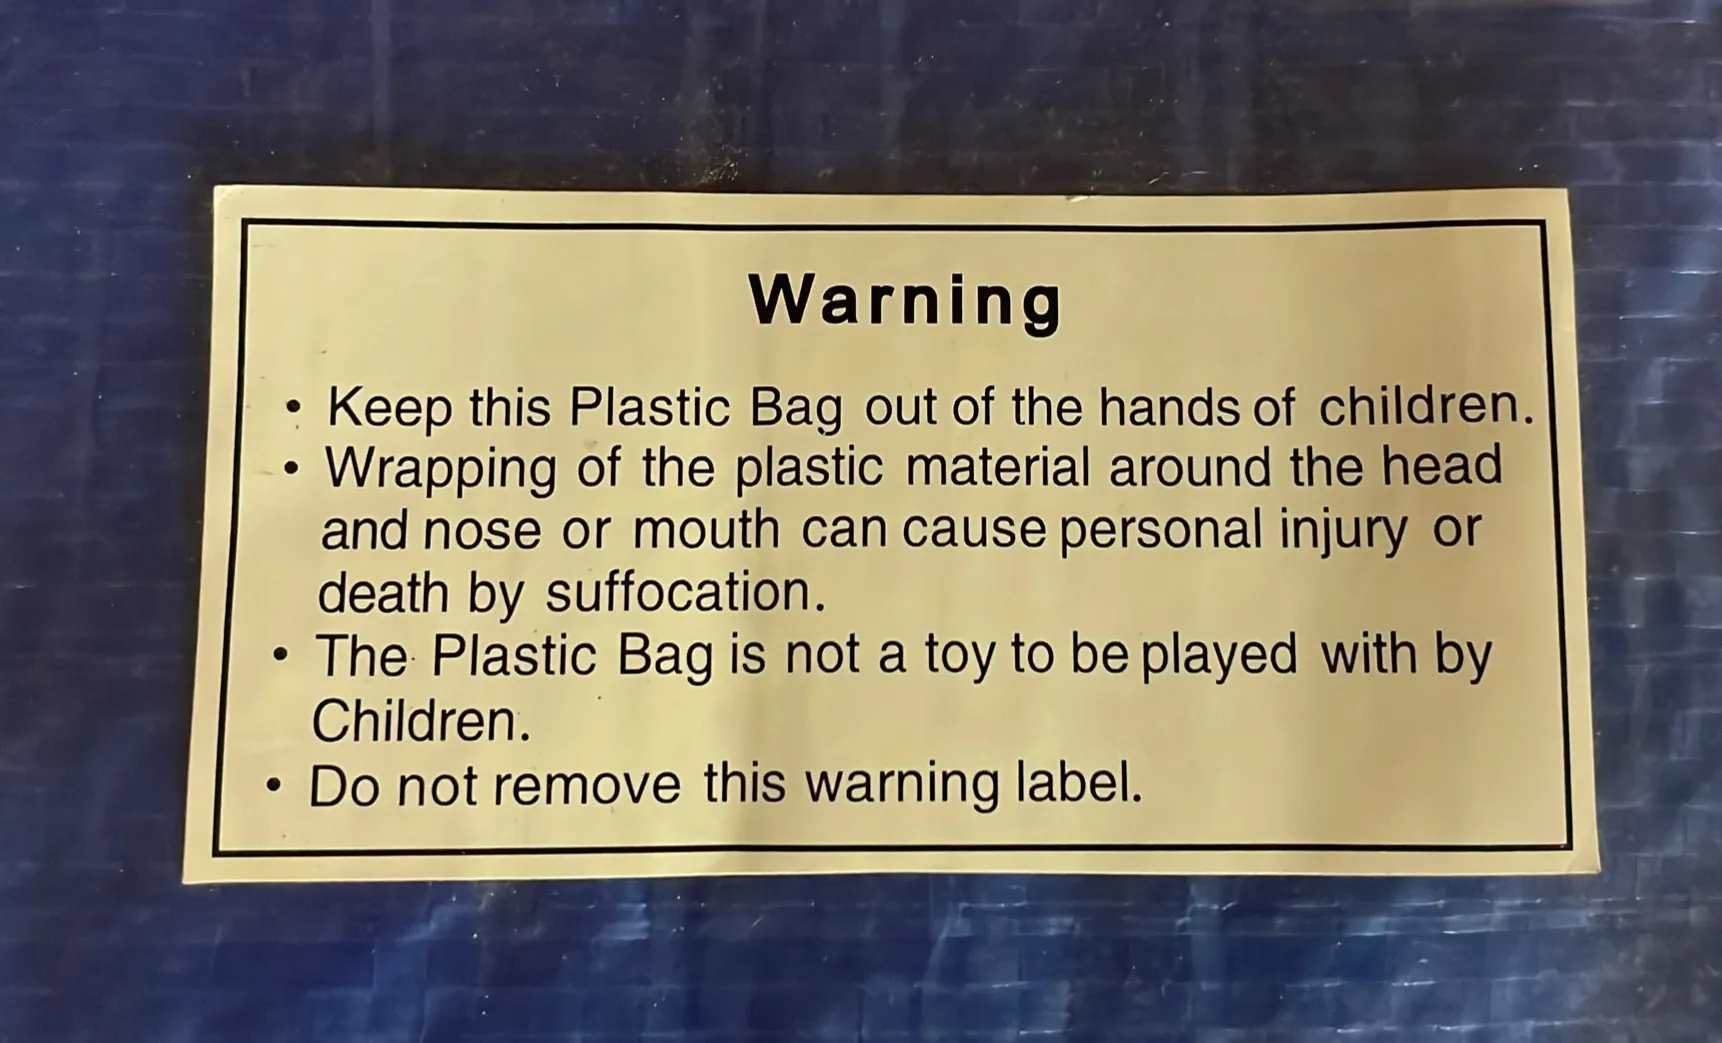 Warning
• Keep this Plastic Bag out of the hands of children.
• Wrapping of the plastic material around the head
and nose or mouth can cause personal injury or
death by suffocation.
• The Plastic Bag is not a toy to be played with by
Children.
• Do not remove this warning label.